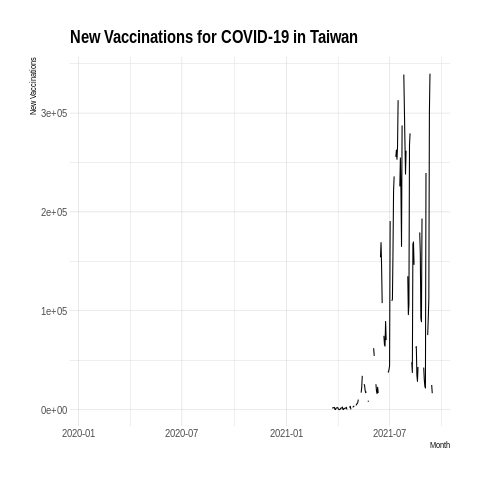 New Vaccinations for COVID-19 in Taiwan
New Vaccinations
3e+05
2e+05
1e+05
0e+00
2020-01 2020-07 2021-01 2021-07
Month